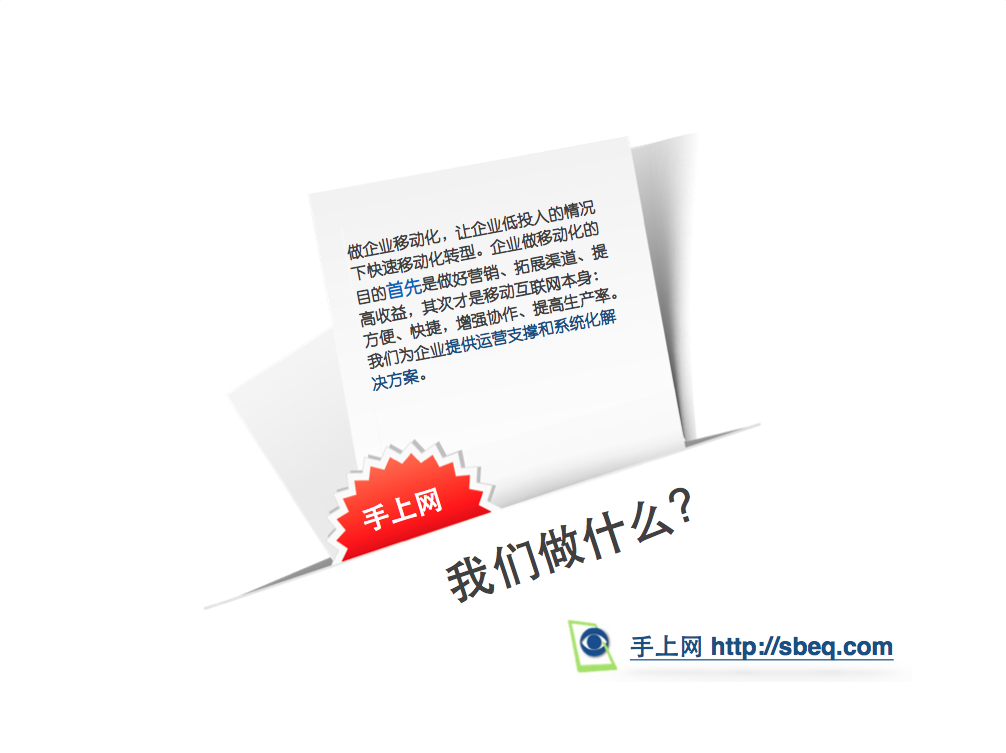 做企业移动化，让企业低投入的情况
下快速移动化转型。企业做移动化的
目的首先是做好营销、拓展渠道、提
高收益，其次才是移动互联网本身：
方便、快捷，增强协作、提高生产率。
我们为企业提供运营支撑和系统化解
决方案。
手上网
我们做什么?
手上网 http://sbeq.com